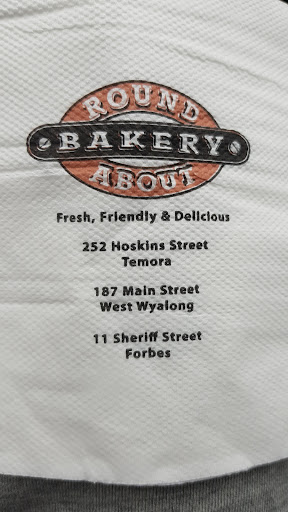 ROUND
BAKERY
ABOUT
Fresh, Friendly & Delicious
252 Hoskins Street
Temora
187 Main Street
West Wyalong
11 Sheriff Street
Forbes